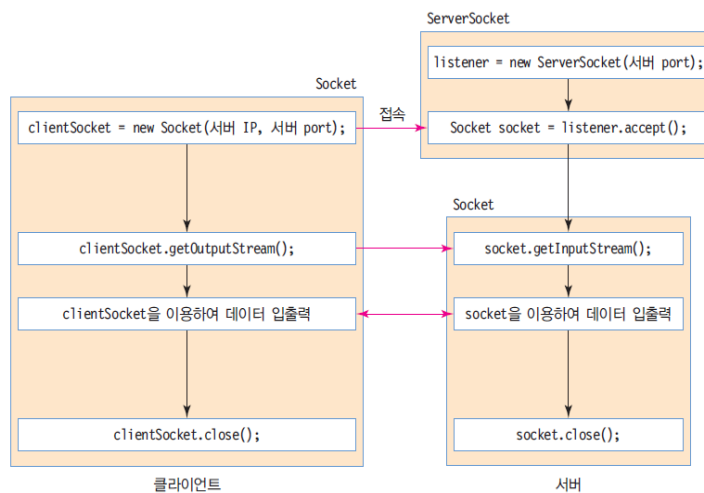 ServerSocket
listener = new ServerSocket(서버 port);
Socket
clientSocket = new Socket(서버 IP, 서버 port);
접속
Socket socket = listener.accept();
Socket
clientSocket.getOutputStream();
socket.getInputStream();
clientSocket을 이용하여 데이터 입출력
socket을 이용하여 데이터 입출력
clientSocket.close();
socket.close();
클라이언트
서버